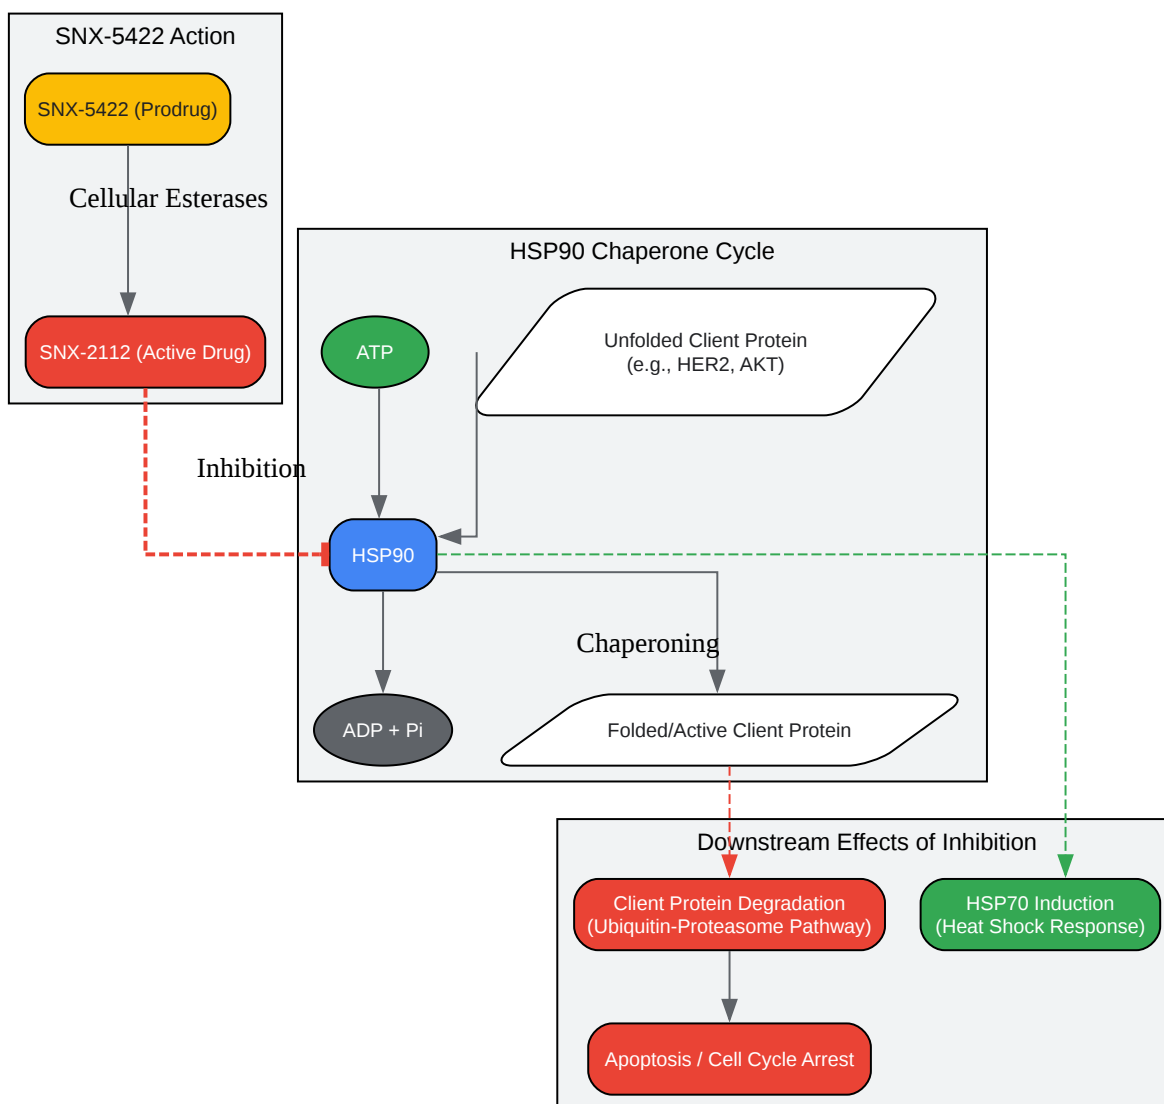 SNX-5422 Action
SNX-5422 (Prodrug)
Cellular Esterases
SNX-2112 (Active Drug)
Inhibition
HSP90 Chaperone Cycle
ATP
Unfolded Client Protein
(e.g., HER2, AKT)
HSP90
Chaperoning
ADP + Pi
Folded/Active Client Protein
Downstream Effects of Inhibition
Client Protein Degradation
(Ubiquitin-Proteasome Pathway)
HSP70 Induction
(Heat Shock Response)
Apoptosis / Cell Cycle Arrest